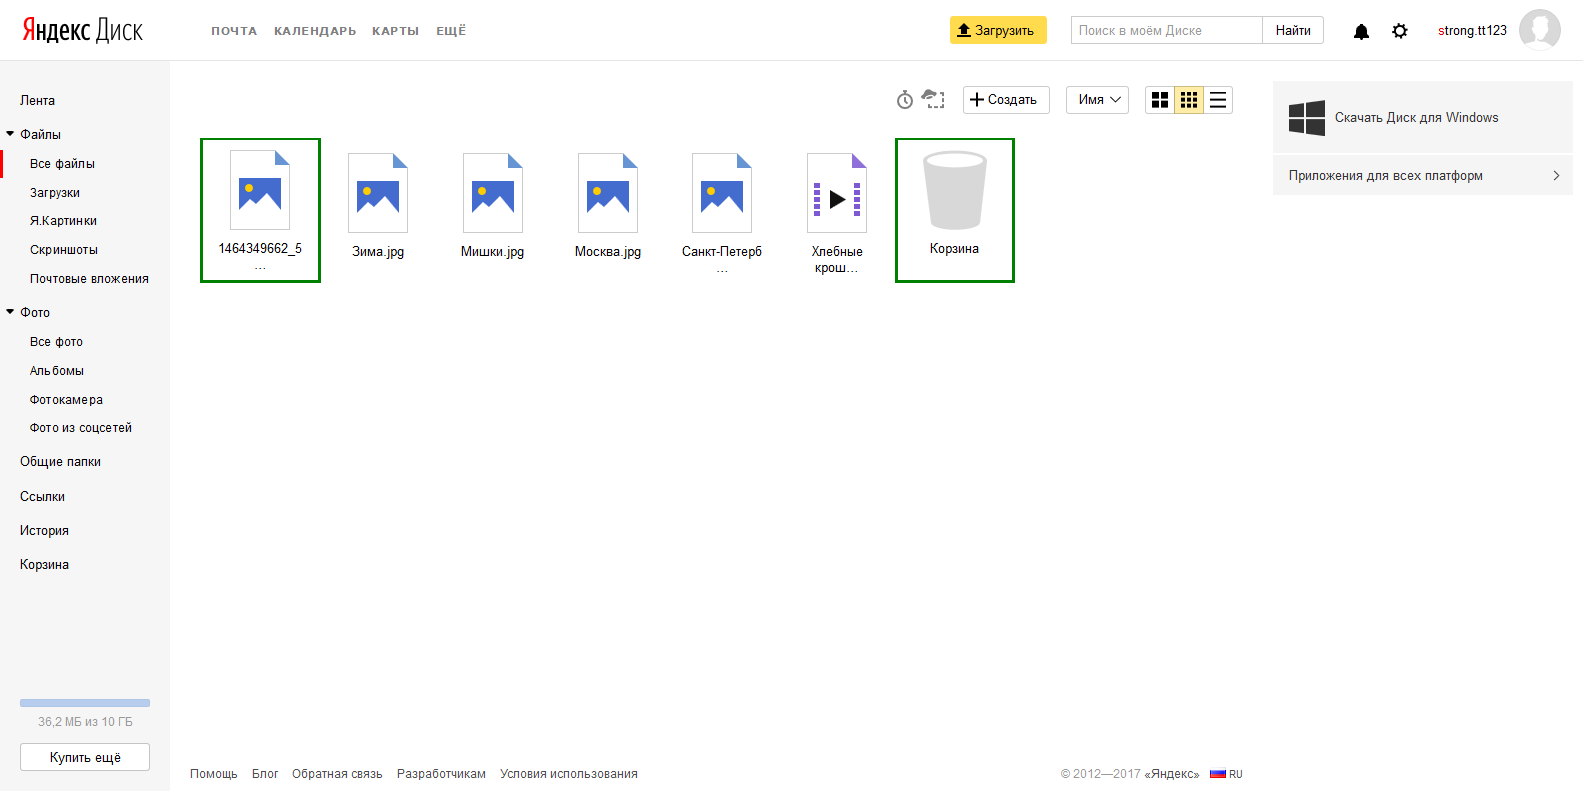 Яндекс Диск
ПОЧТА КАЛЕНДАРЬ КАРТЫ ЕЩЁ
Загрузить
Поиск в моём Диске
Найти
strong.tt123
Лента
Файлы
Все файлы
Загрузки
Я.Картинки
Скриншоты
Почтовые вложения
Фото
Все фото
Альбомы
Фотокамера
Фото из соцсетей
Общие папки
Ссылки
История
Корзина
36,2 МБ из 10 ГБ
Купить ещё
Создать
Имя
1464349662_5
...
Зима.jpg
Мишки.jpg
Москва.jpg
Санкт-Петерб
...
Хлебные
крош...
Корзина
Скачать Диск для Windows
Приложения для всех платформ
Помощь Блог Обратная связь Разработчикам Условия использования
© 2012—2017 «Яндекс» RU